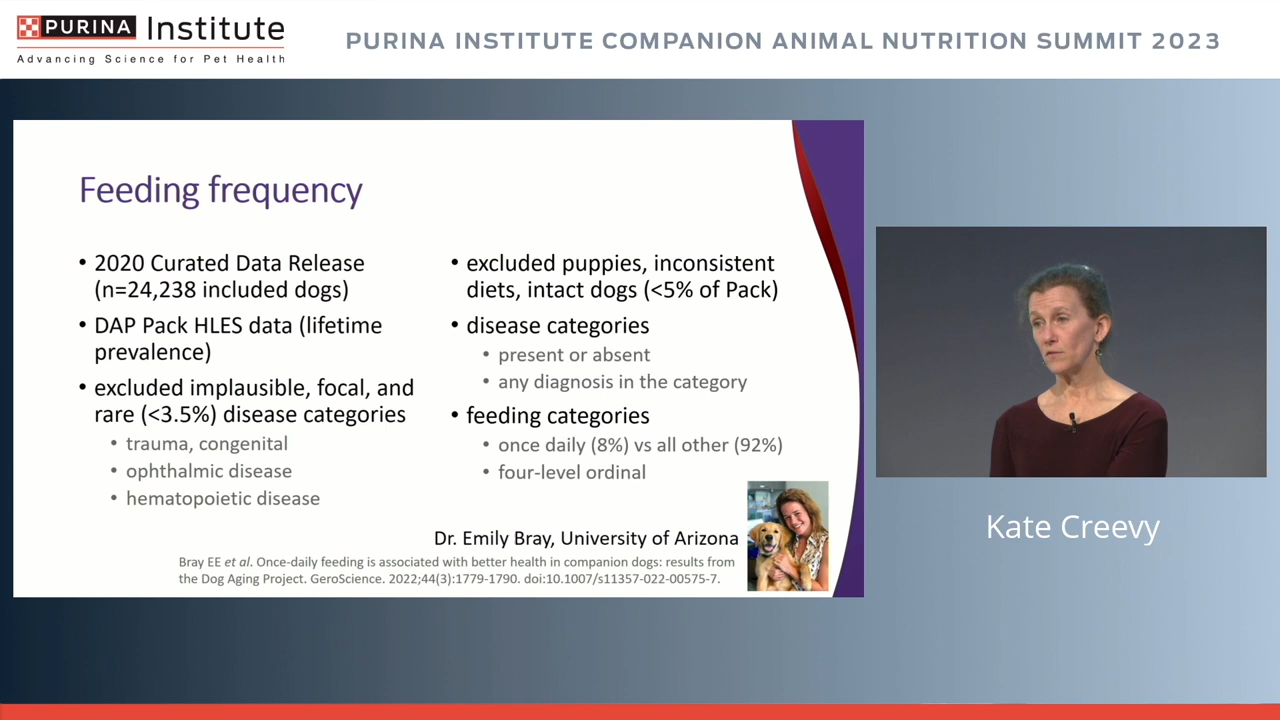 PURINA Institute
Advancing Science for Pet Health
PURINA INSTITUTE COMPANION ANIMAL NUTRITION SUMMIT 2023
Feeding frequency
• 2020 Curated Data Release
(n=24,238 included dogs)
• DAP Pack HLES data (lifetime
prevalence)
• excluded implausible, focal, and
rare (<3.5%) disease categories
• trauma, congenital
• ophthalmic disease
• hematopoietic disease
• excluded puppies, inconsistent
diets, intact dogs (<5% of Pack)
• disease categories
• present or absent
• any diagnosis in the category
• feeding categories
• once daily (8%) vs all other (92%)
• four-level ordinal
Dr. Emily Bray, University of Arizona
Bray EE et al. Once-daily feeding is associated with better health in companion dogs: results from
the Dog Aging Project. GeroScience. 2022;44(3):1779-1790. doi:10.1007/s11357-022-00575-7.
Kate Creevy